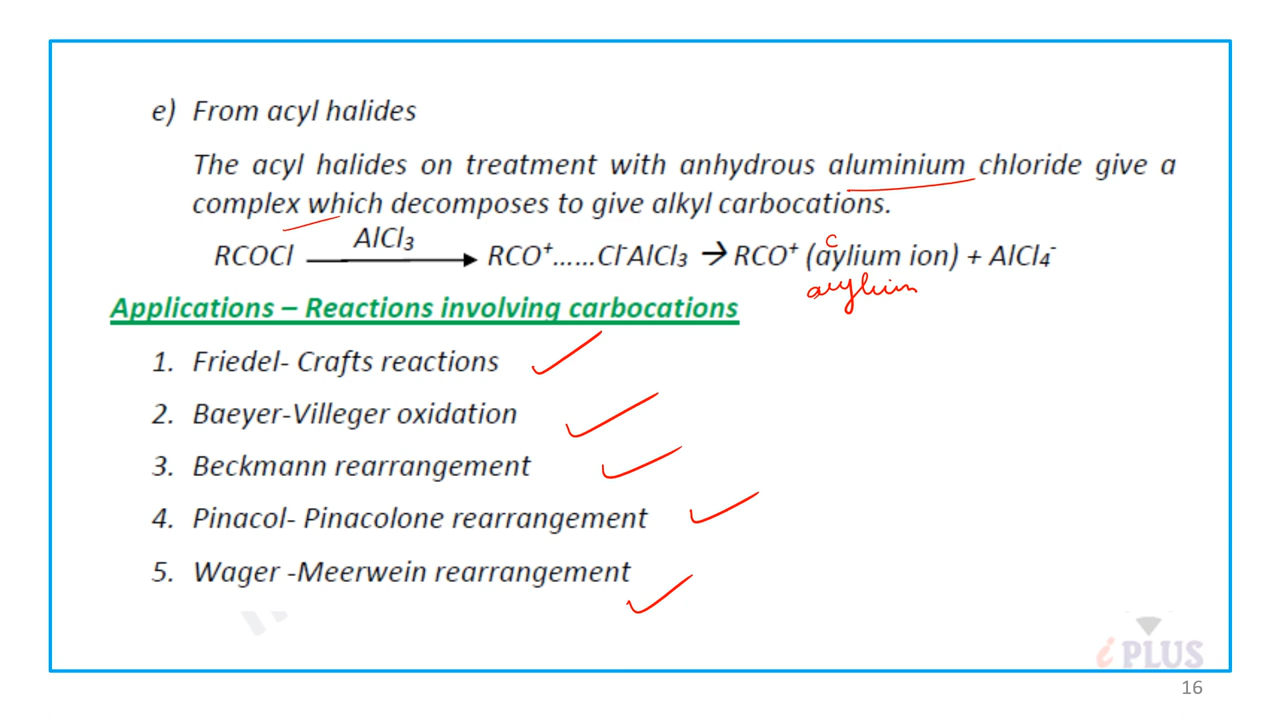 e) From acyl halides
The acyl halides on treatment with anhydrous aluminium chloride give a
complex which decomposes to give alkyl carbocations.
AlCl₃
RCOCl ⟶ RCO⁺......Cl⁻AlCl₃ → RCO⁺ (aylium ion) + AlCl₄⁻
c
acylium
Applications – Reactions involving carbocations
1. Friedel- Crafts reactions
2. Baeyer-Villeger oxidation
3. Beckmann rearrangement
4. Pinacol- Pinacolone rearrangement
5. Wager -Meerwein rearrangement
i PLUS
16